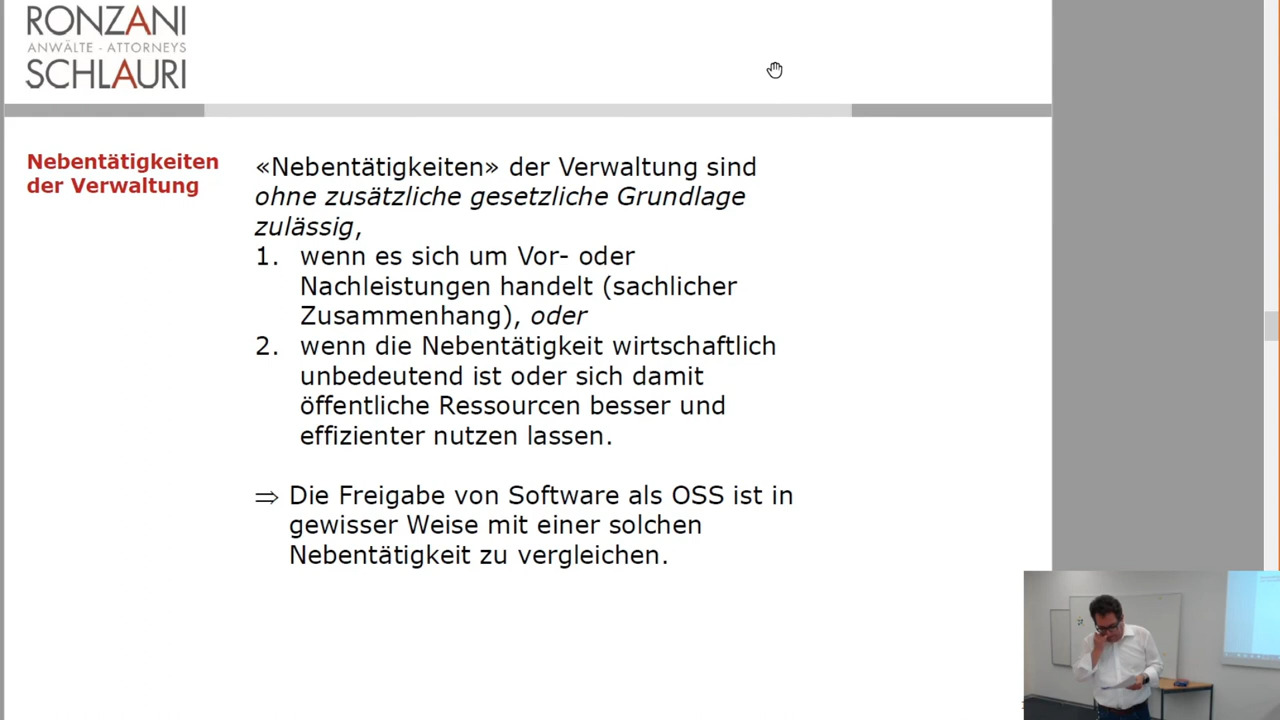 RONZANI
ANWÄLTE - ATTORNEYS
SCHLAURI
Nebentätigkeiten
der Verwaltung
«Nebentätigkeiten» der Verwaltung sind
ohne zusätzliche gesetzliche Grundlage
zulässig,
1. wenn es sich um Vor- oder
Nachleistungen handelt (sachlicher
Zusammenhang), oder
2. wenn die Nebentätigkeit wirtschaftlich
unbedeutend ist oder sich damit
öffentliche Ressourcen besser und
effizienter nutzen lassen.
⇒ Die Freigabe von Software als OSS ist in
gewisser Weise mit einer solchen
Nebentätigkeit zu vergleichen.